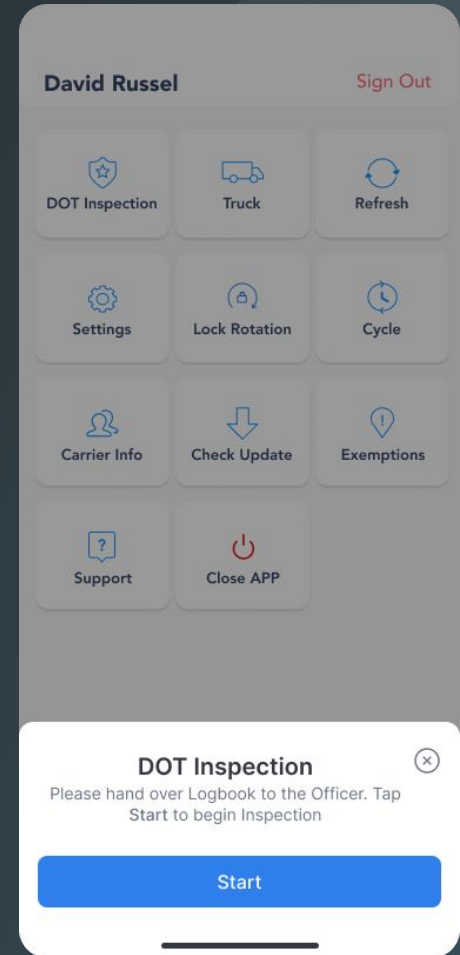 David Russel
Sign Out
DOT Inspection
Truck
Refresh
Settings
Lock Rotation
Cycle
Carrier Info
Check Update
Exemptions
Support
Close APP
DOT Inspection
Please hand over Logbook to the Officer. Tap
Start to begin Inspection
Start